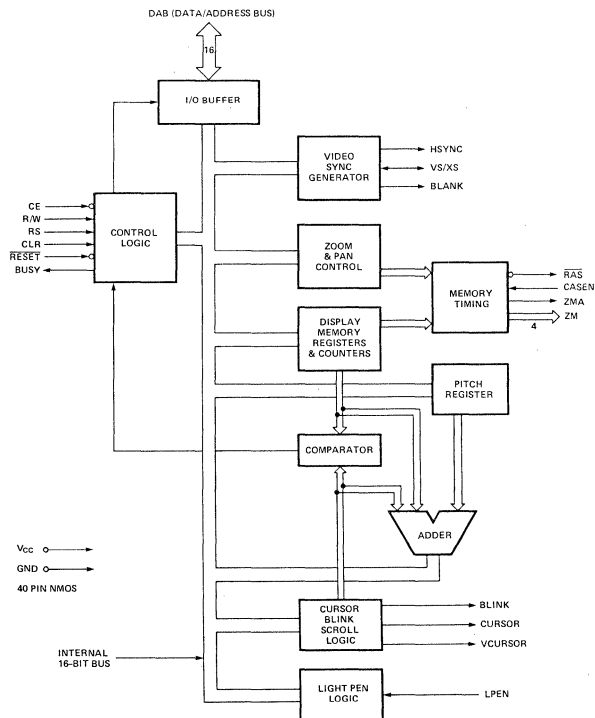 DAB (DATA/ADDRESS BUS)
16
I/O BUFFER
VIDEO
SYNC
GENERATOR
HSYNC
VS/XS
BLANK
CE
R/W
RS
CLR
RESET
BUSY
CONTROL
LOGIC
ZOOM
& PAN
CONTROL
MEMORY
TIMING
RAS
CASEN
ZMA
ZM
4
DISPLAY
MEMORY
REGISTERS
& COUNTERS
PITCH
REGISTER
COMPARATOR
ADDER
VCC
GND
40 PIN NMOS
CURSOR
BLINK
SCROLL
LOGIC
BLINK
CURSOR
VCURSOR
INTERNAL
16-BIT BUS
LIGHT PEN
LOGIC
LPEN